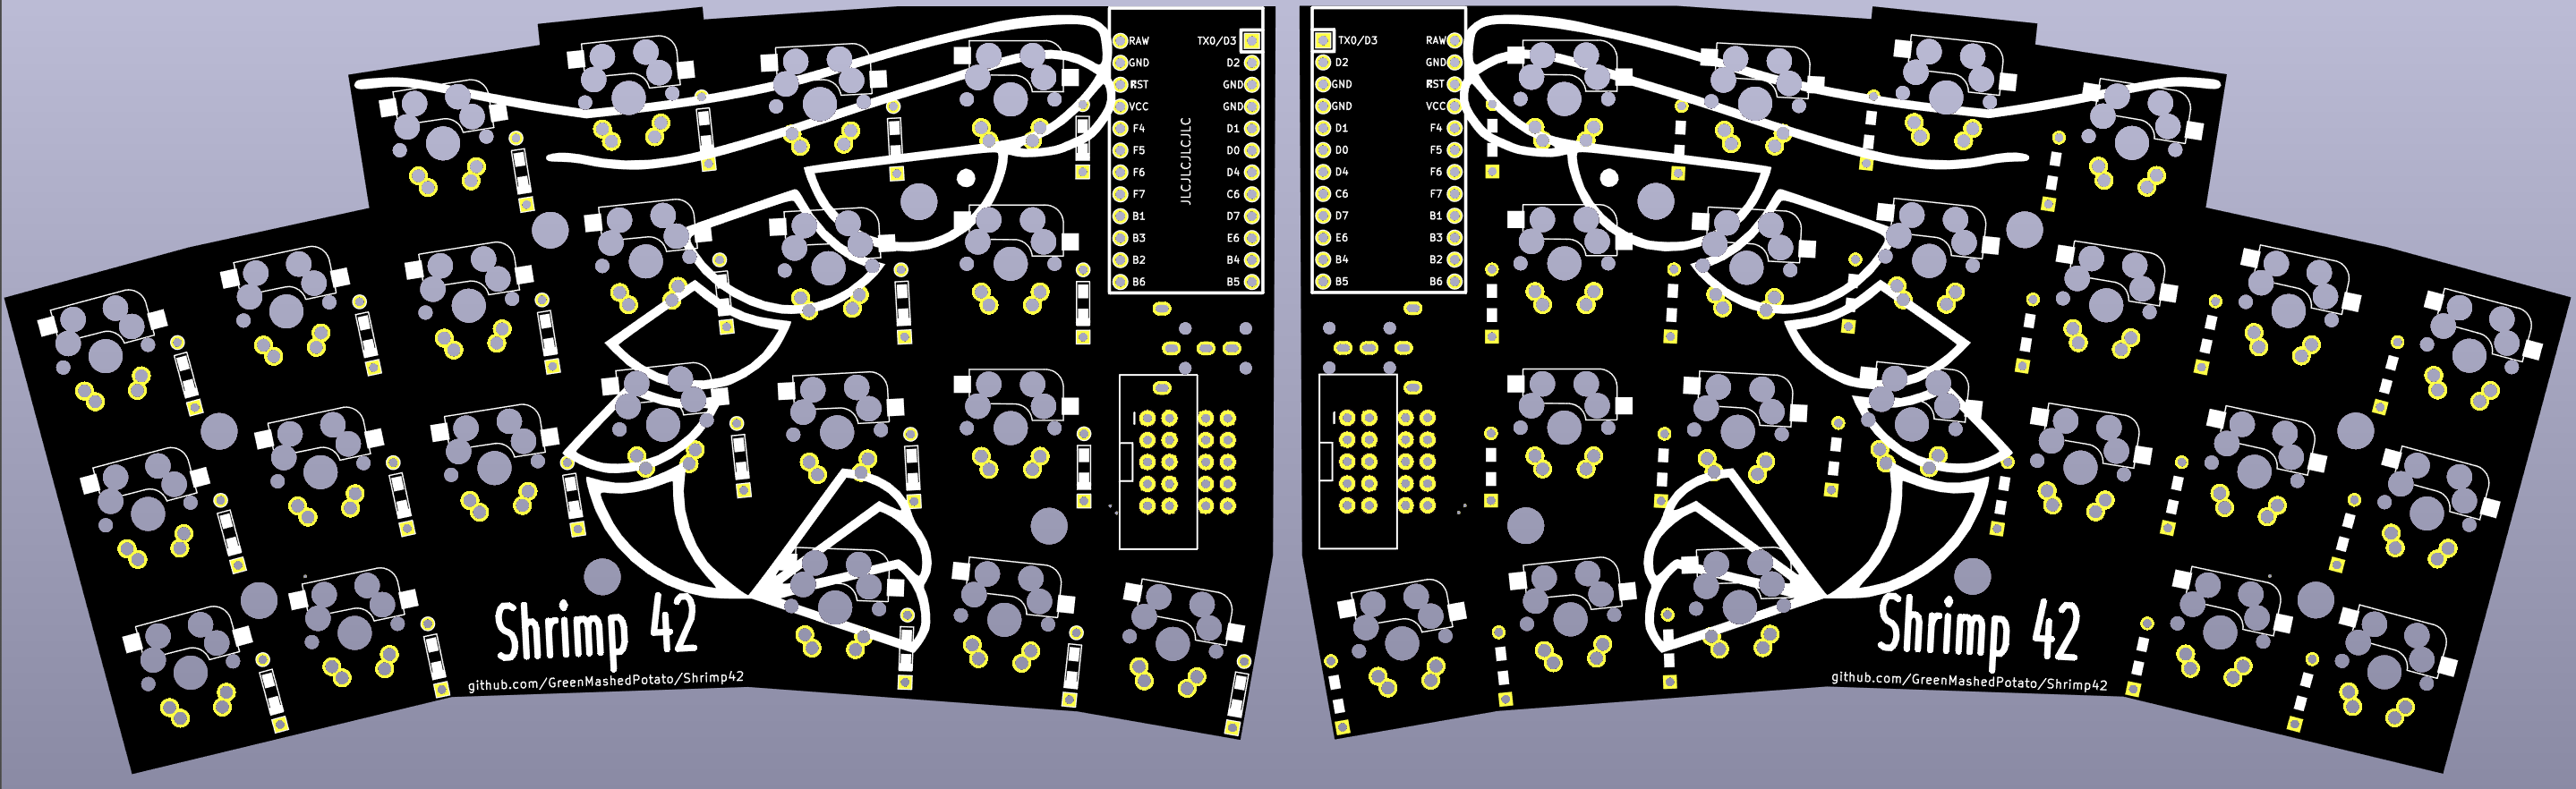 RAW TX0/D3
GND D2
RST GND
VCC GND
F4 D1
F5 D0
F6 D4
F7 C6
B1 D7
B3 E6
B2 B4
B6 B5
JLCJLCJLCJLC
Shrimp 42
github.com/GreenMashedPotato/Shrimp42
TX0/D3 RAW
D2 GND
GND RST
GND VCC
D1 F4
D0 F5
D4 F6
C6 F7
D7 B1
E6 B3
B4 B2
B5 B6
Shrimp 42
github.com/GreenMashedPotato/Shrimp42